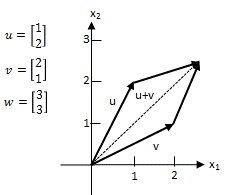 x₂
u = [1 2]
3
v = [2 1]
2
u
u+v
w = [3 3]
1
v
x₁
1 2